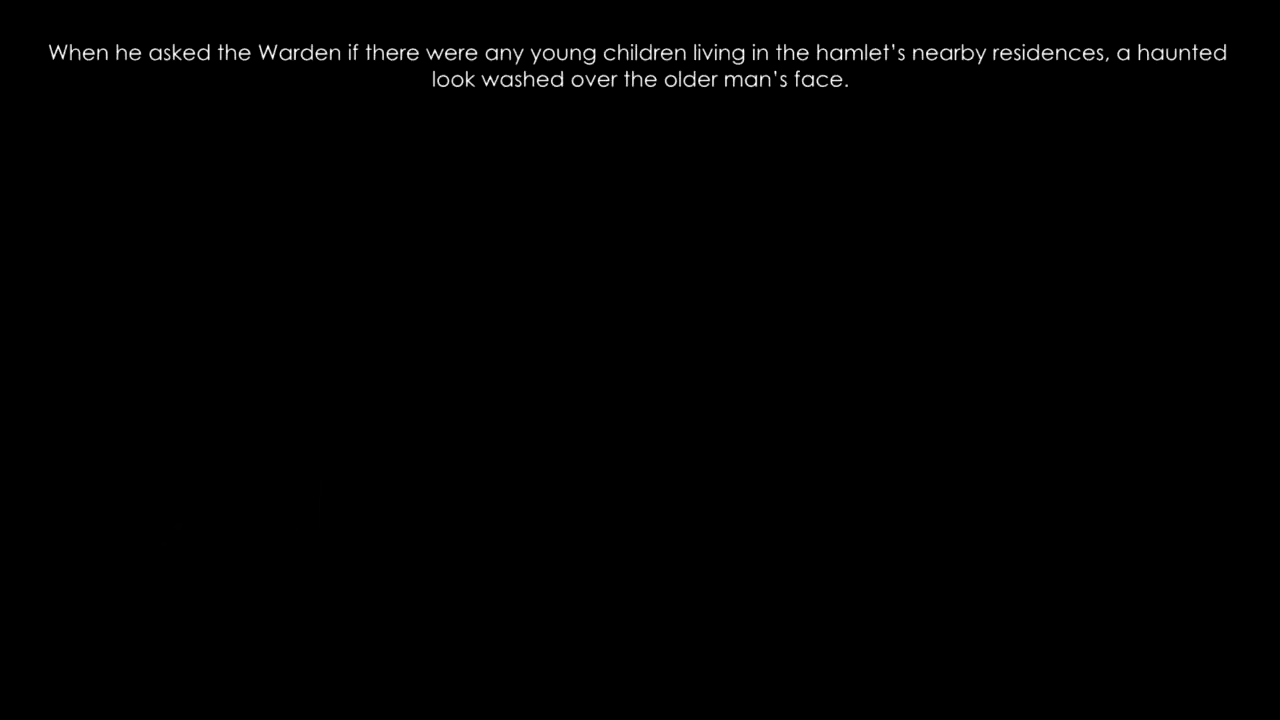 When he asked the Warden if there were any young children living in the hamlet’s nearby residences, a haunted
look washed over the older man’s face.